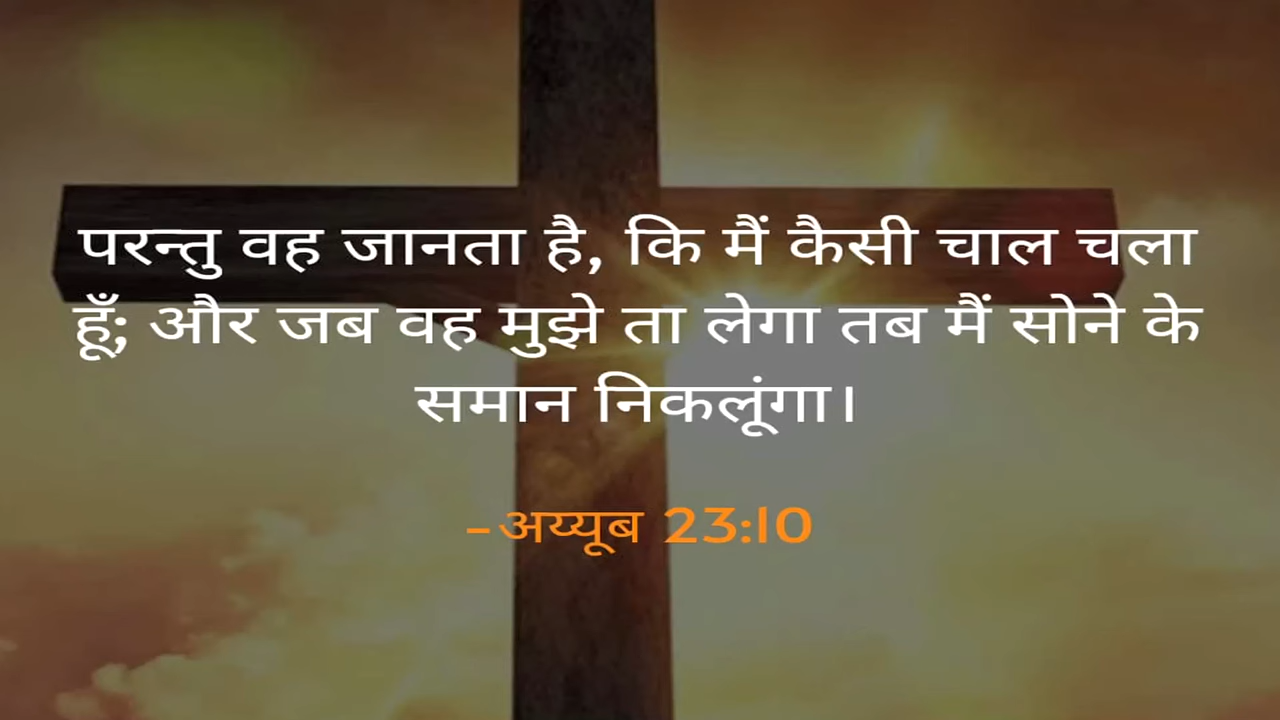 परन्तु वह जानता है, कि मैं कैसी चाल चला
हूँ; और जब वह मुझे ता लेगा तब मैं सोने के
समान निकलूंगा।
-अय्यूब 23:10